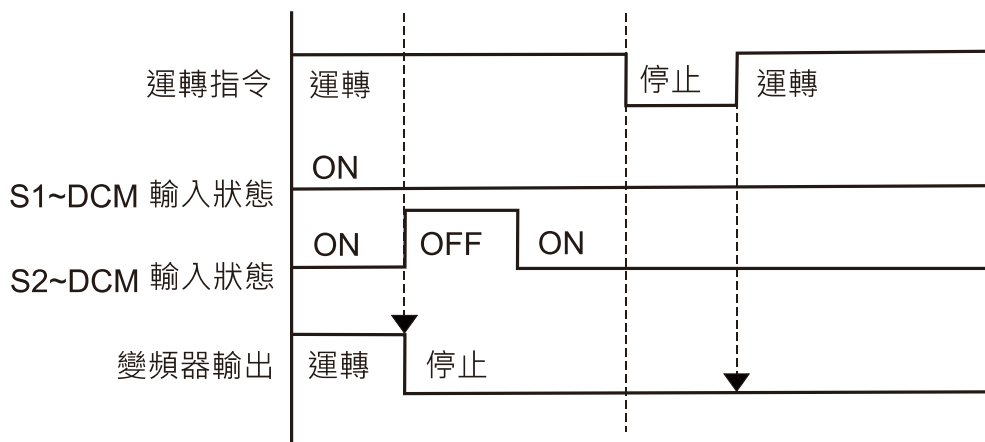 運轉指令 運轉 停止 運轉
ON
S1~DCM 輸入狀態
ON OFF ON
S2~DCM 輸入狀態
變頻器輸出 運轉 停止